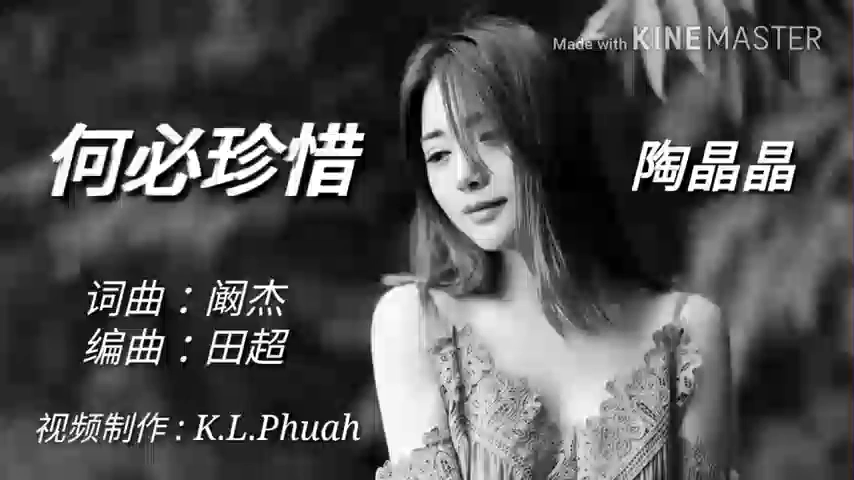 Made with KINEMASTER
何必珍惜
陶晶晶
词曲：阚杰
编曲：田超
视频制作 : K.L.Phuah